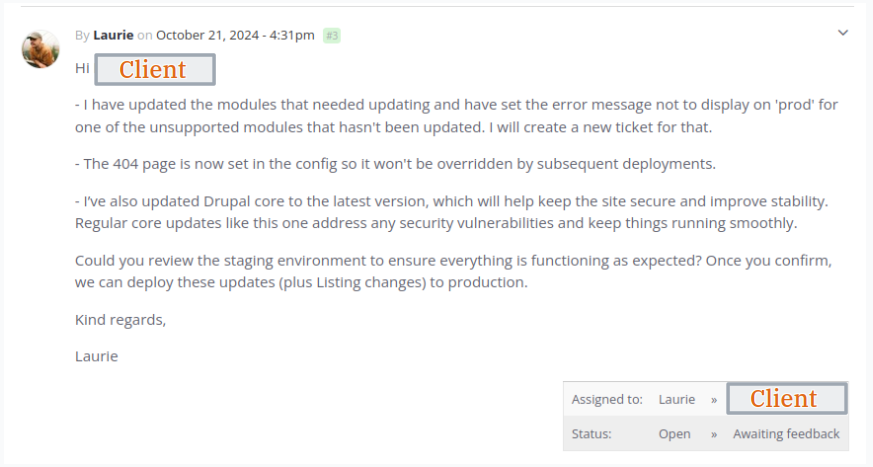 By Laurie on October 21, 2024 - 4:31pm #3
Hi Client
- I have updated the modules that needed updating and have set the error message not to display on 'prod' for
one of the unsupported modules that hasn't been updated. I will create a new ticket for that.
- The 404 page is now set in the config so it won't be overridden by subsequent deployments.
- I’ve also updated Drupal core to the latest version, which will help keep the site secure and improve stability.
Regular core updates like this one address any security vulnerabilities and keep things running smoothly.
Could you review the staging environment to ensure everything is functioning as expected? Once you confirm,
we can deploy these updates (plus Listing changes) to production.
Kind regards,
Laurie
Assigned to: Laurie » Client
Status: Open » Awaiting feedback